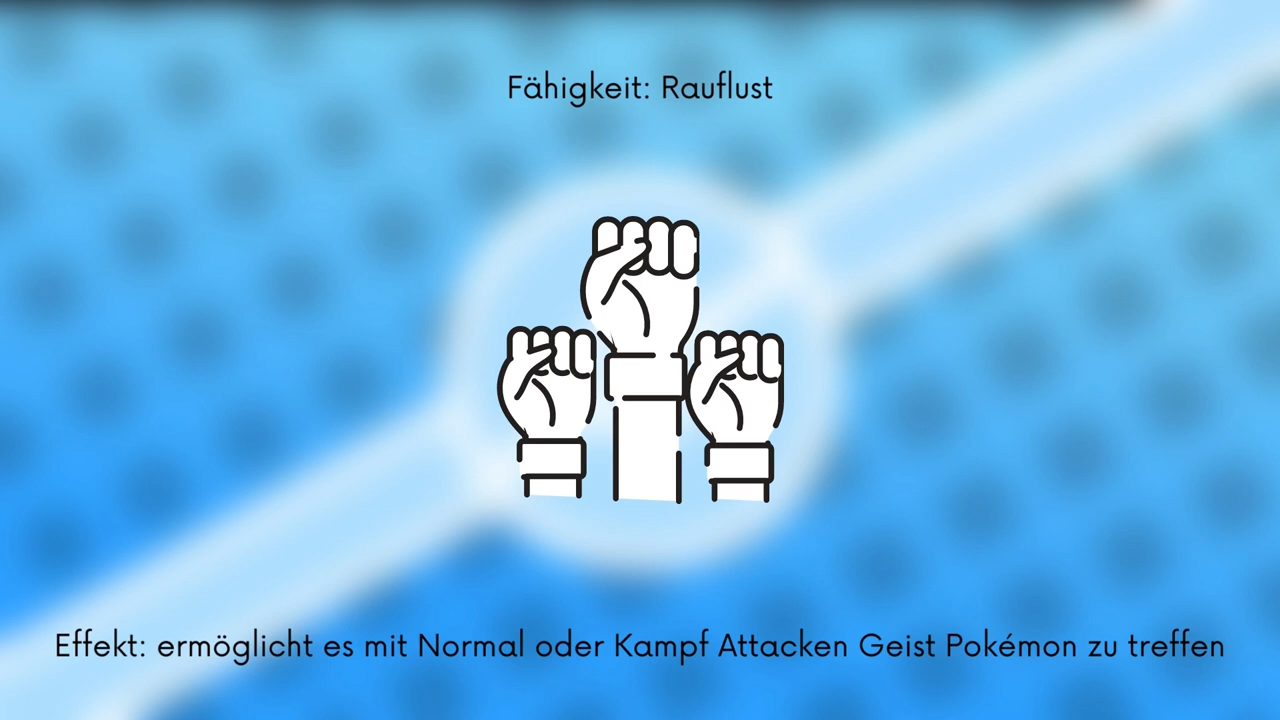 Fähigkeit: Rauflust
Effekt: ermöglicht es mit Normal oder Kampf Attacken Geist Pokémon zu treffen